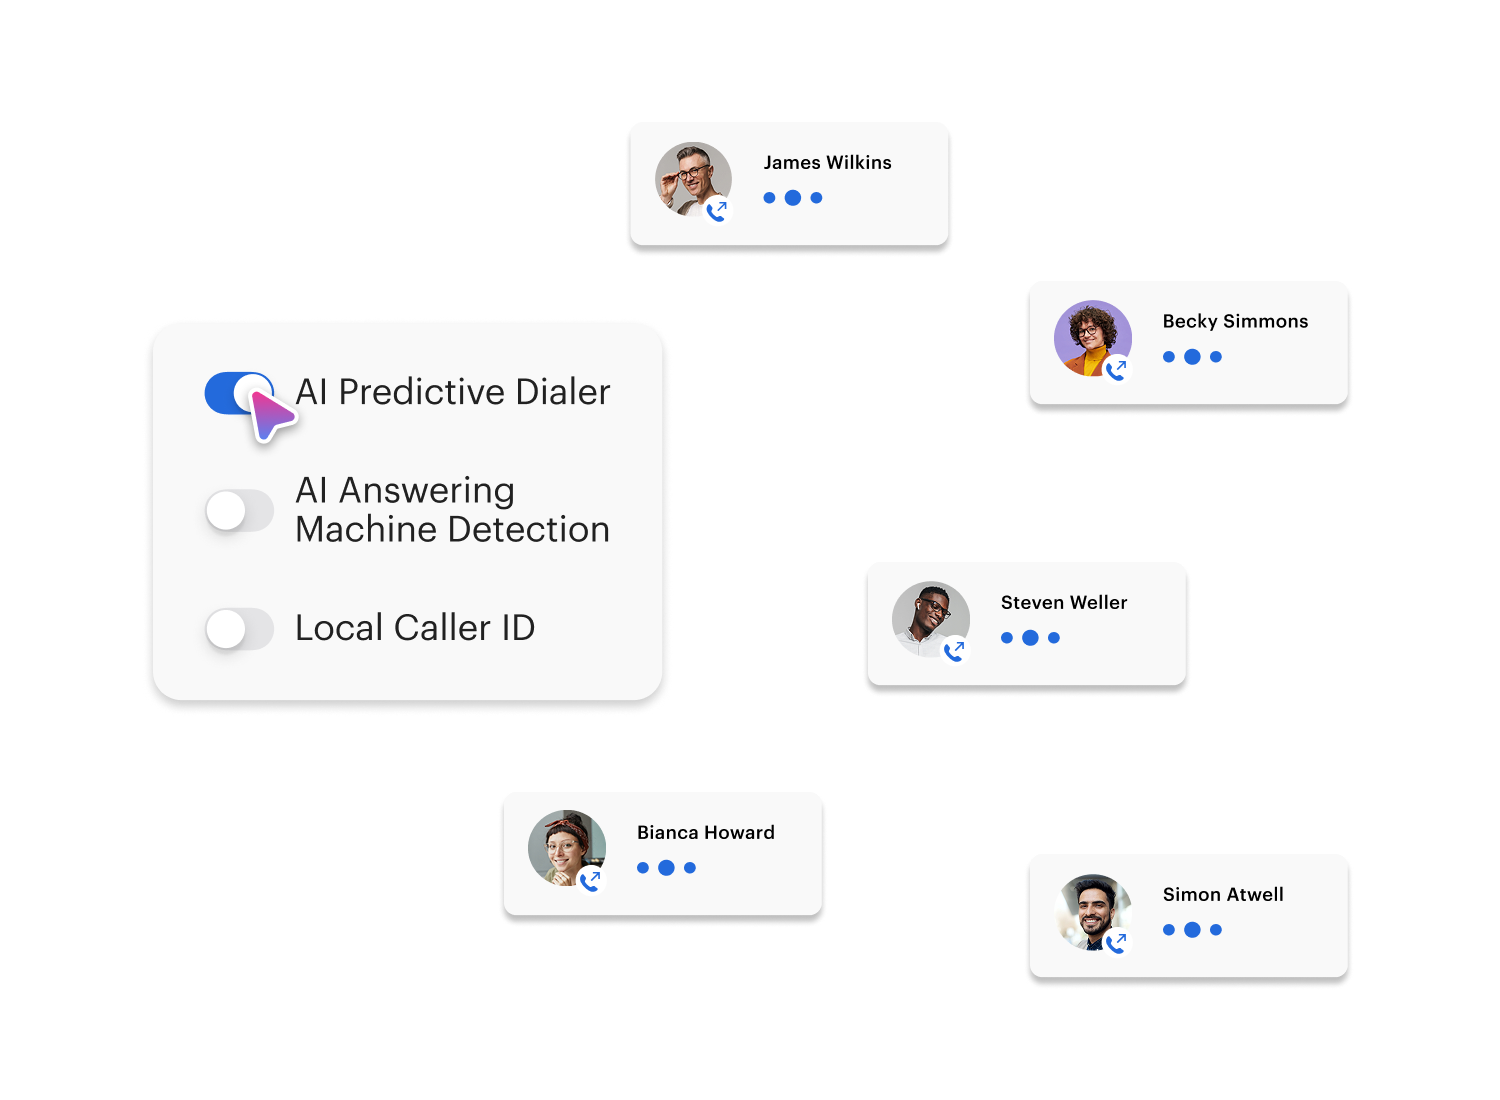 James Wilkins
Becky Simmons
AI Predictive Dialer
AI Answering
Machine Detection
Local Caller ID
Steven Weller
Bianca Howard
Simon Atwell